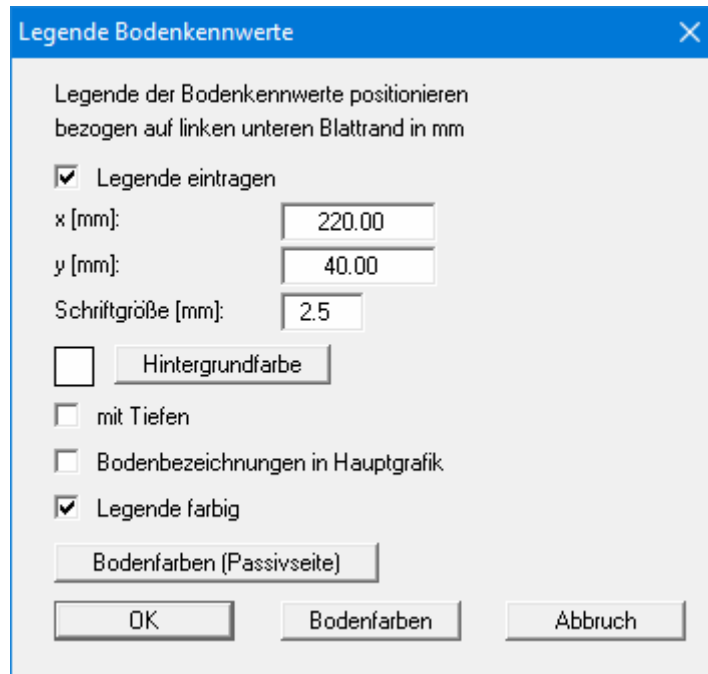 Legende Bodenkennwerte
Legende der Bodenkennwerte positionieren
bezogen auf linken unteren Blattrand in mm
Legende eintragen
x [mm]: 220.00
y [mm]: 40.00
Schriftgröße [mm]: 2.5
Hintergrundfarbe
mit Tiefen
Bodenbezeichnungen in Hauptgrafik
Legende farbig
Bodenfarben (Passivseite)
OK Bodenfarben Abbruch